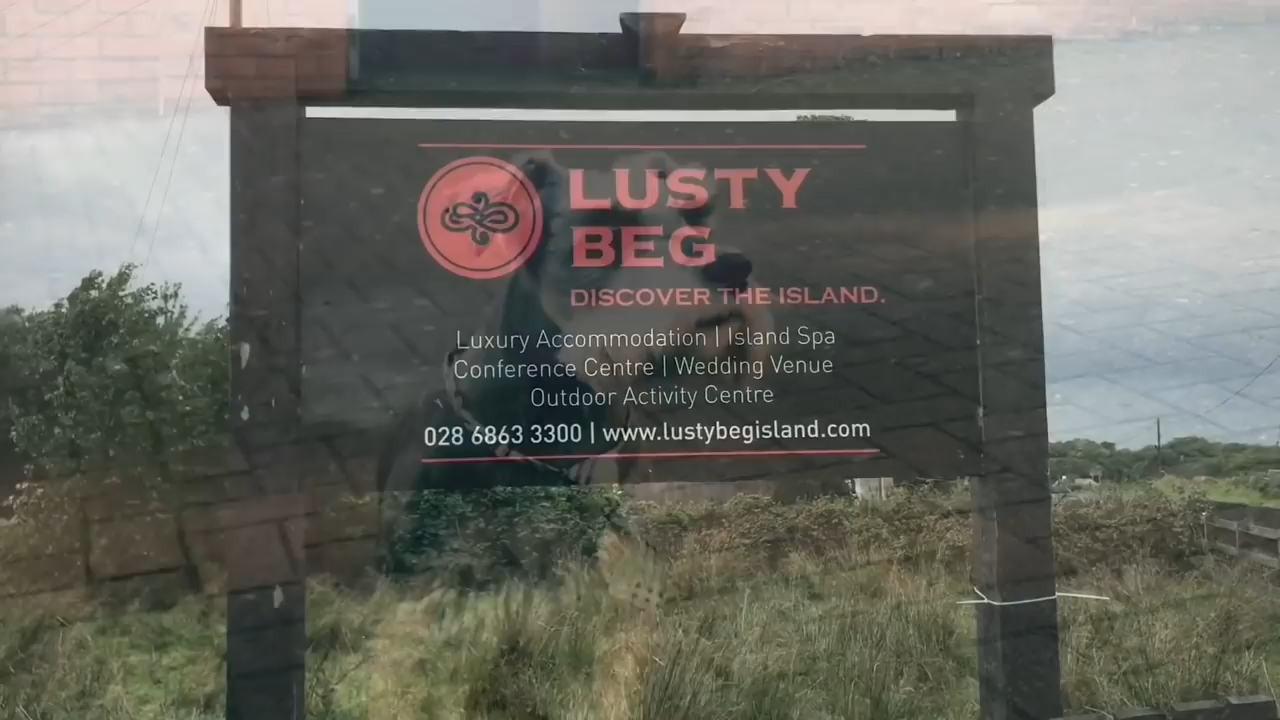 LUSTY
BEG
DISCOVER THE ISLAND.
Luxury Accommodation | Island Spa
Conference Centre | Wedding Venue
Outdoor Activity Centre
028 6863 3300 | www.lustybegisland.com